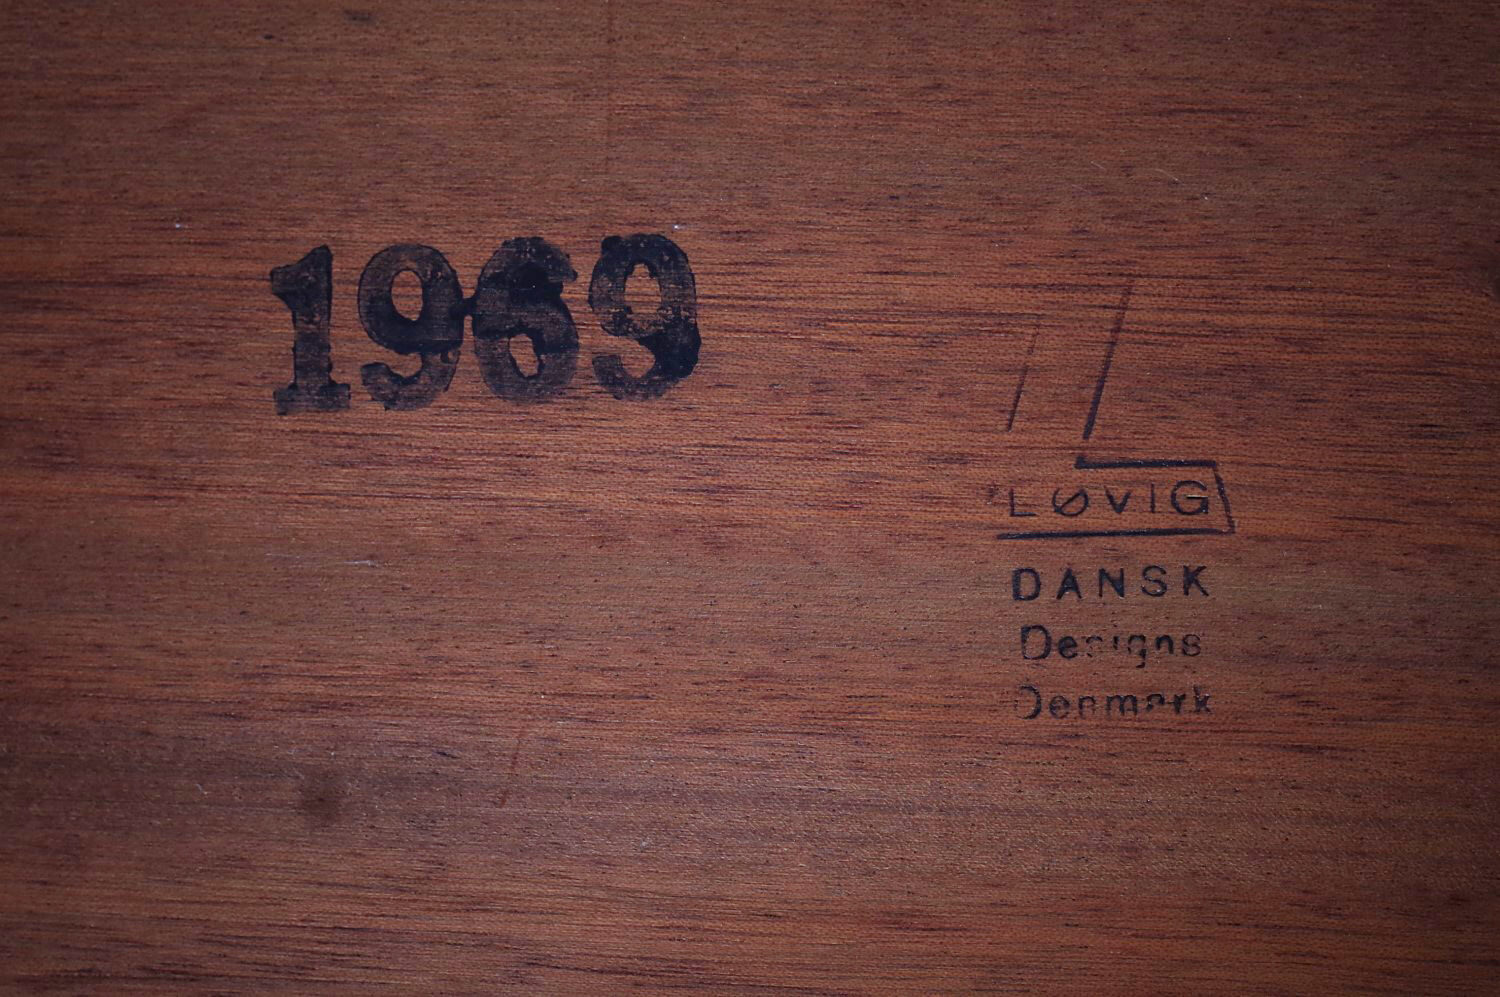 1969
LØVIG
DANSK
Designs
Denmark